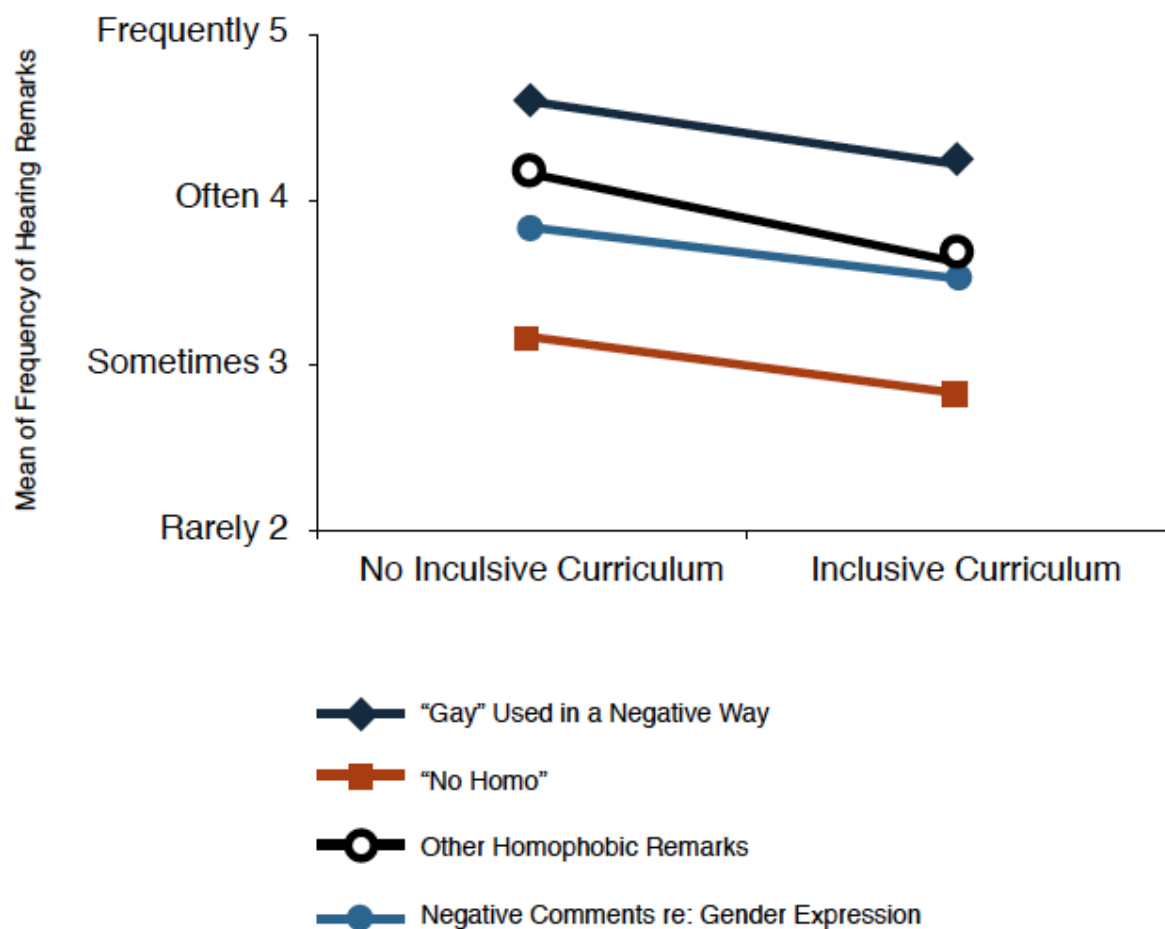 Mean of Frequency of Hearing Remarks
Frequently 5
Often 4
Sometimes 3
Rarely 2
No Inculsive Curriculum
Inclusive Curriculum
“Gay” Used in a Negative Way
“No Homo”
Other Homophobic Remarks
Negative Comments re: Gender Expression